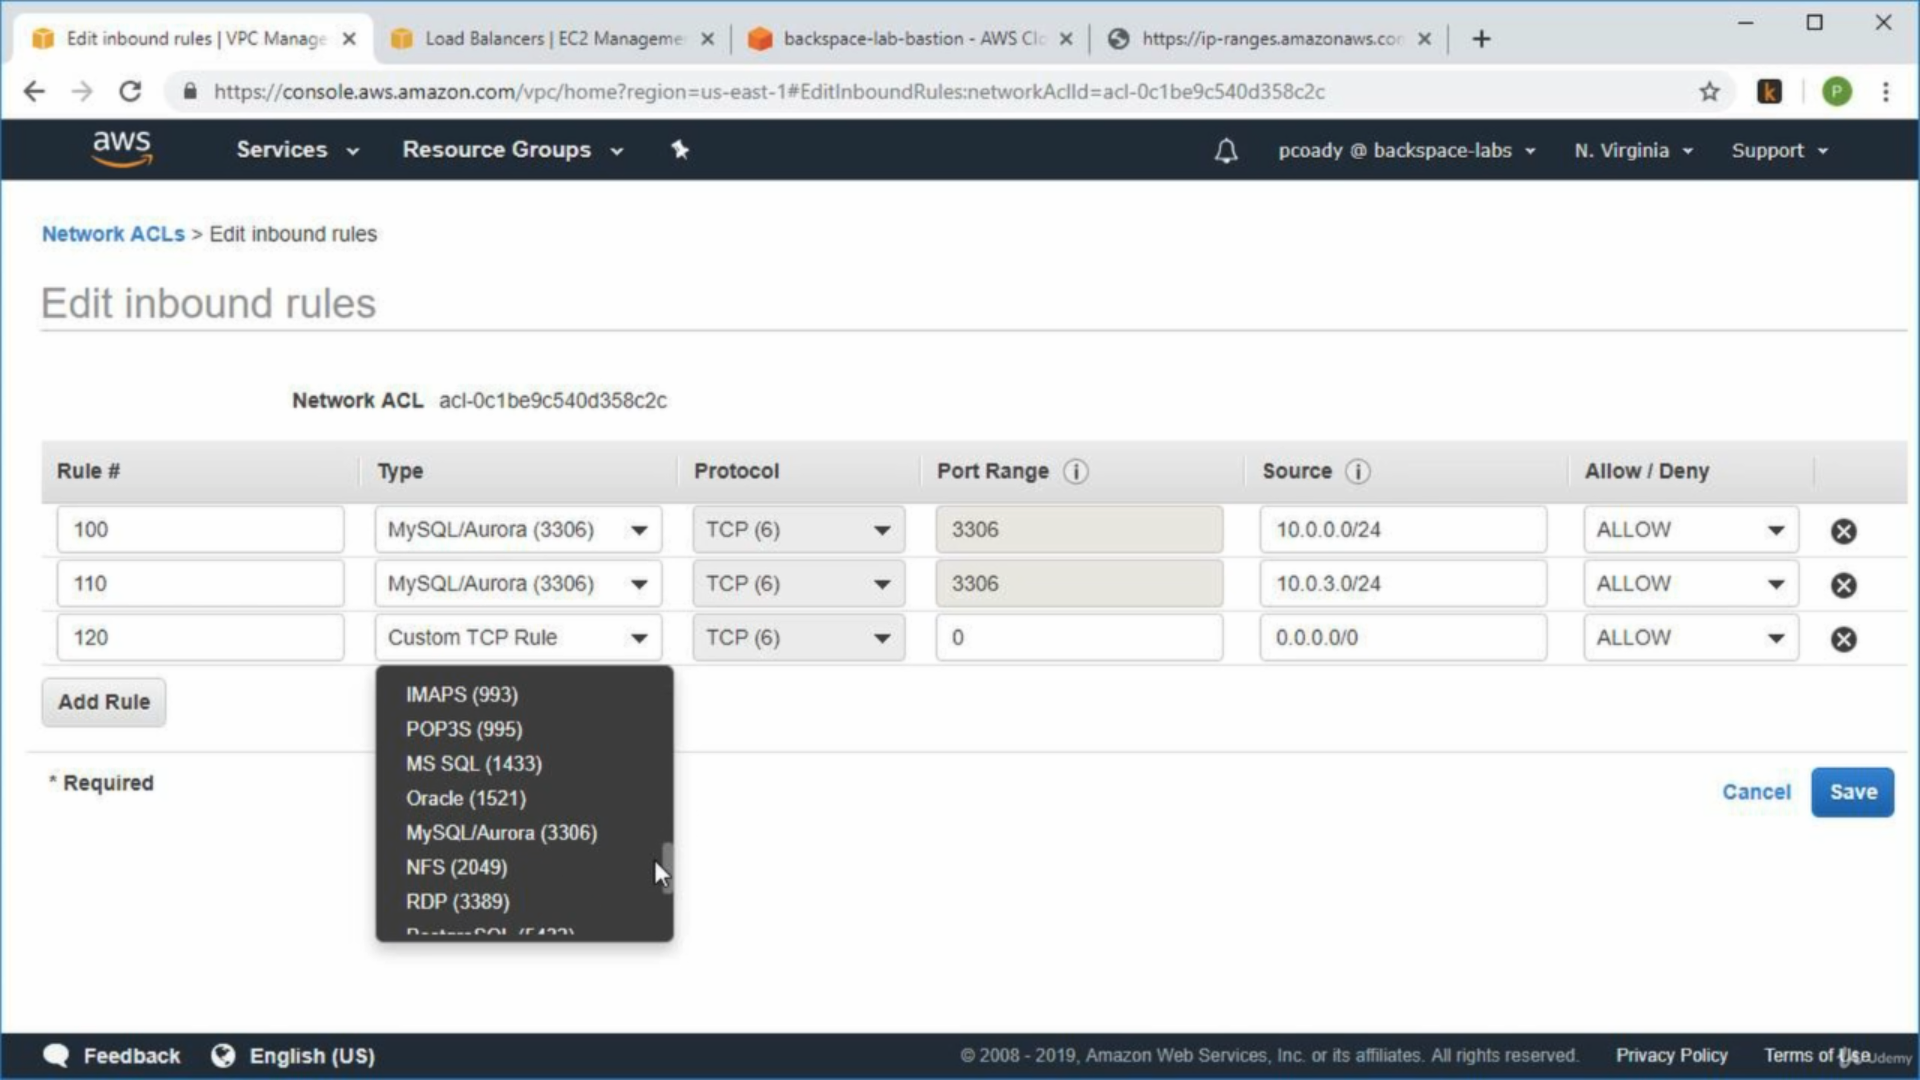 Edit inbound rules | VPC Manage
Load Balancers | EC2 Manageme
backspace-lab-bastion - AWS Clo
https://ip-ranges.amazonaws.co
https://console.aws.amazon.com/vpc/home?region=us-east-1#EditInboundRules:networkAclId=acl-0c1be9c540d358c2c
k
P
aws
Services
Resource Groups
pcoady @ backspace-labs
N. Virginia
Support
Network ACLs > Edit inbound rules
Edit inbound rules
Network ACL acl-0c1be9c540d358c2c
Rule # Type Protocol Port Range i Source i Allow / Deny
100 MySQL/Aurora (3306) TCP (6) 3306 10.0.0.0/24 ALLOW
110 MySQL/Aurora (3306) TCP (6) 3306 10.0.3.0/24 ALLOW
120 Custom TCP Rule TCP (6) 0 0.0.0.0/0 ALLOW
Add Rule
IMAPS (993)
POP3S (995)
MS SQL (1433)
Oracle (1521)
MySQL/Aurora (3306)
NFS (2049)
RDP (3389)
PostgreSQL (5432)
* Required
Cancel
Save
Feedback
English (US)
© 2008 - 2019, Amazon Web Services, Inc. or its affiliates. All rights reserved.
Privacy Policy
Terms of Use
Udemy